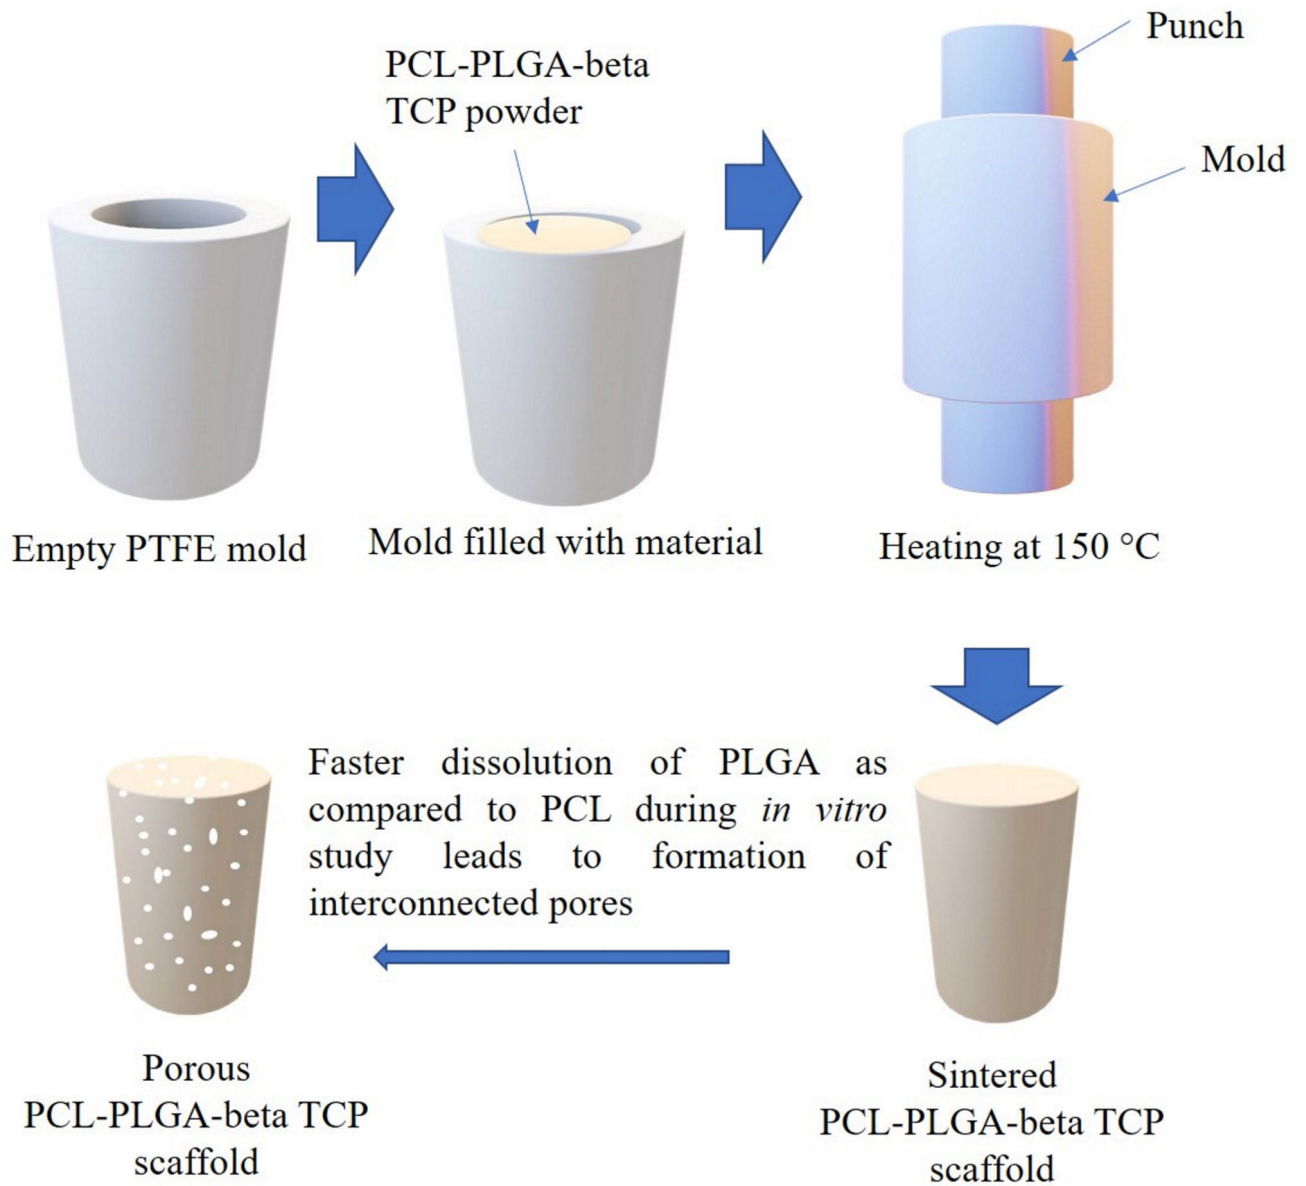 PCL-PLGA-beta
TCP powder
Punch
Mold
Empty PTFE mold
Mold filled with material
Heating at 150 °C
Faster dissolution of PLGA as
compared to PCL during in vitro
study leads to formation of
interconnected pores
Porous
PCL-PLGA-beta TCP
scaffold
Sintered
PCL-PLGA-beta TCP
scaffold